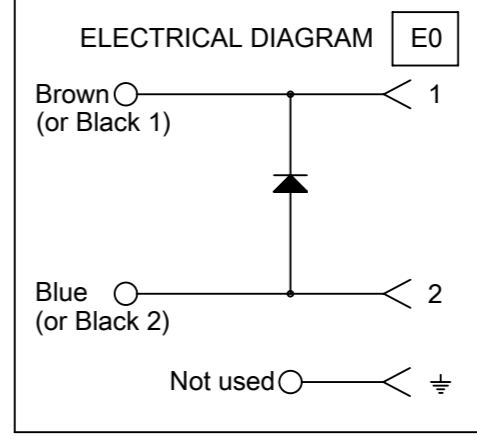 ELECTRICAL DIAGRAM E0
Brown 1
(or Black 1)
Blue 2
(or Black 2)
Not used